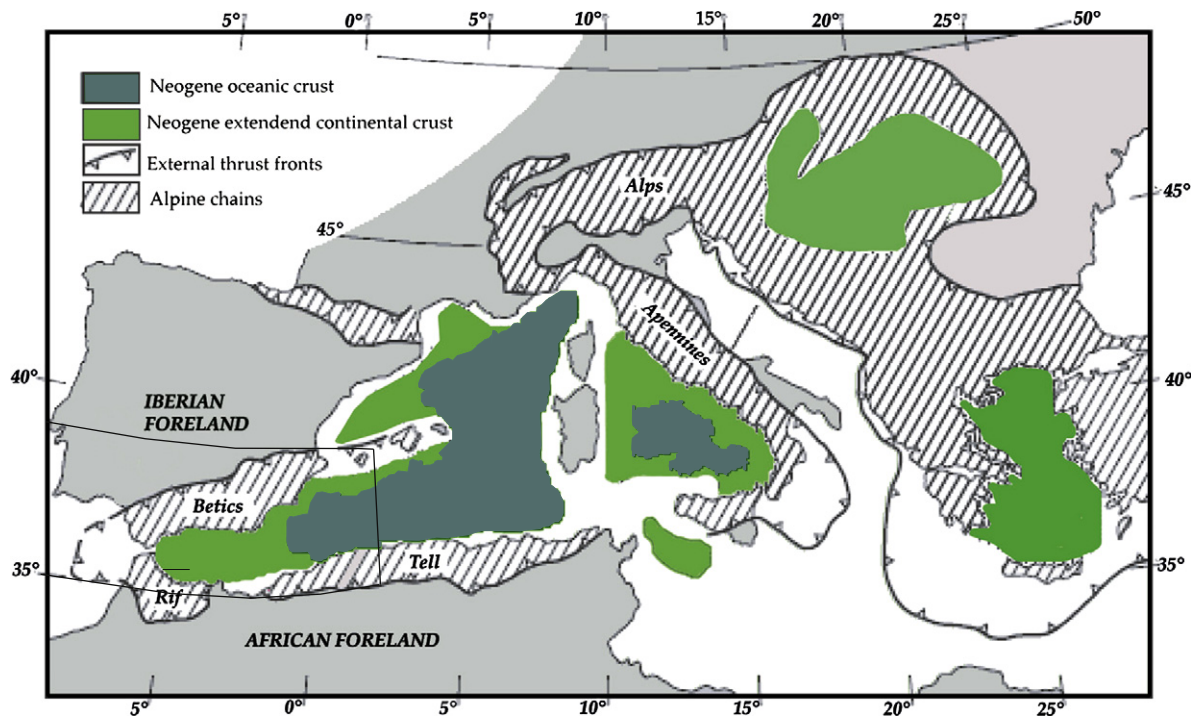 5° 0° 5° 10° 15° 20° 25° 50°
Neogene oceanic crust
Neogene extendend continental crust
External thrust fronts
Alpine chains
Alps
45°
45°
Apennines
40°
40°
IBERIAN
FORELAND
Betics
35°
Tell
35°
Rif
AFRICAN FORELAND
5° 0° 5° 10° 15° 20° 25°